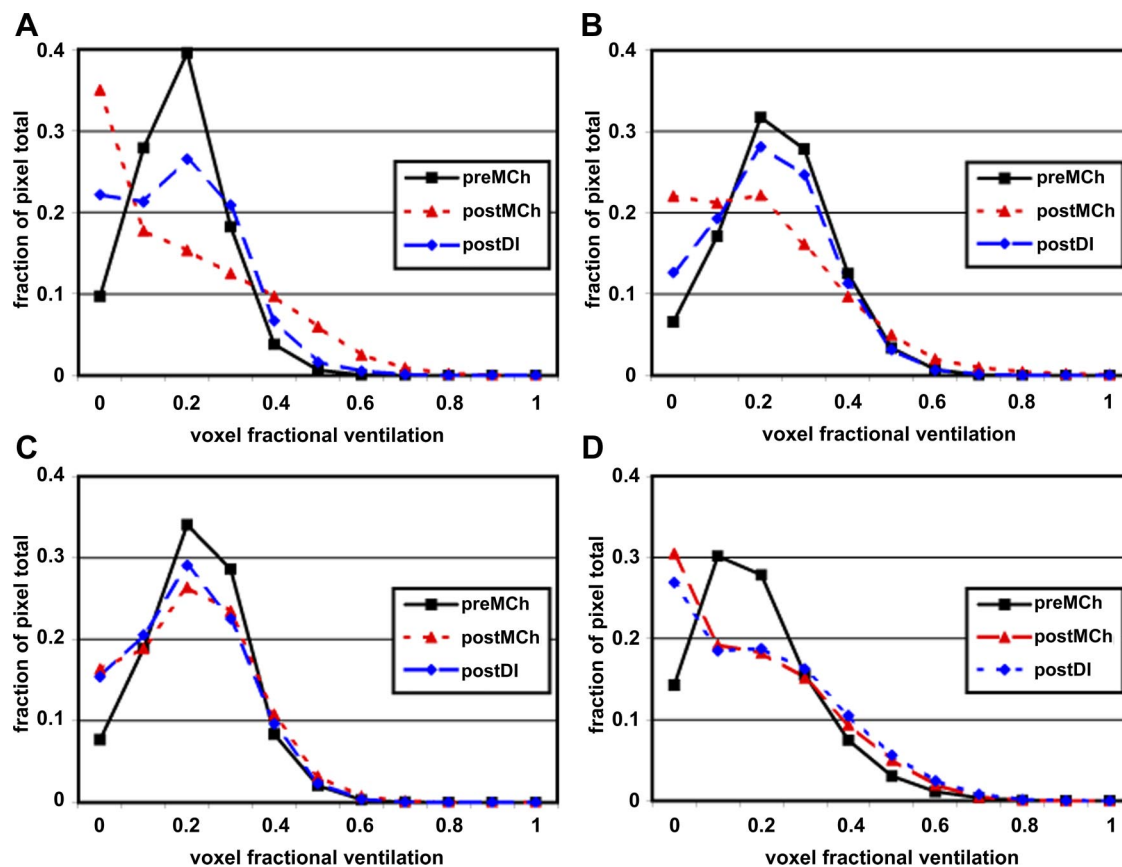 A
fraction of pixel total
0.4
0.3
0.2
0.1
0
preMCh
postMCh
postDI
0 0.2 0.4 0.6 0.8 1
voxel fractional ventilation
B
fraction of pixel total
0.4
0.3
0.2
0.1
0
preMCh
postMCh
postDI
0 0.2 0.4 0.6 0.8 1
voxel fractional ventilation
C
fraction of pixel total
0.4
0.3
0.2
0.1
0
preMCh
postMCh
postDI
0 0.2 0.4 0.6 0.8 1
voxel fractional ventilation
D
fraction of pixel total
0.4
0.3
0.2
0.1
0
preMCh
postMCh
postDI
0 0.2 0.4 0.6 0.8 1
voxel fractional ventilation